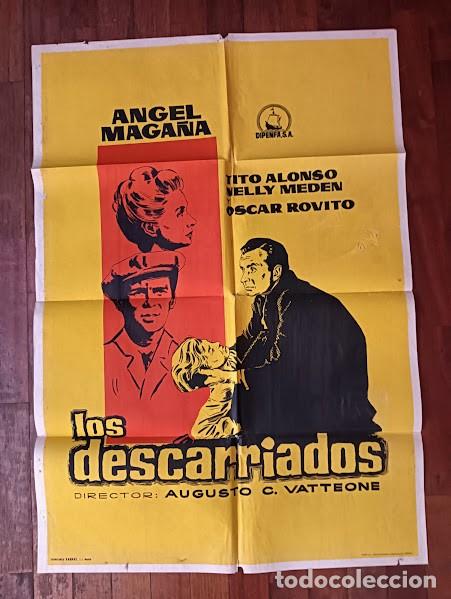 ANGEL
MAGAÑA
DIPENFA, S.A.
TITO ALONSO
NELLY MEDEN
Y
OSCAR ROVITO
los
descarriados
DIRECTOR: AUGUSTO C. VATTEONE
todocoleccion